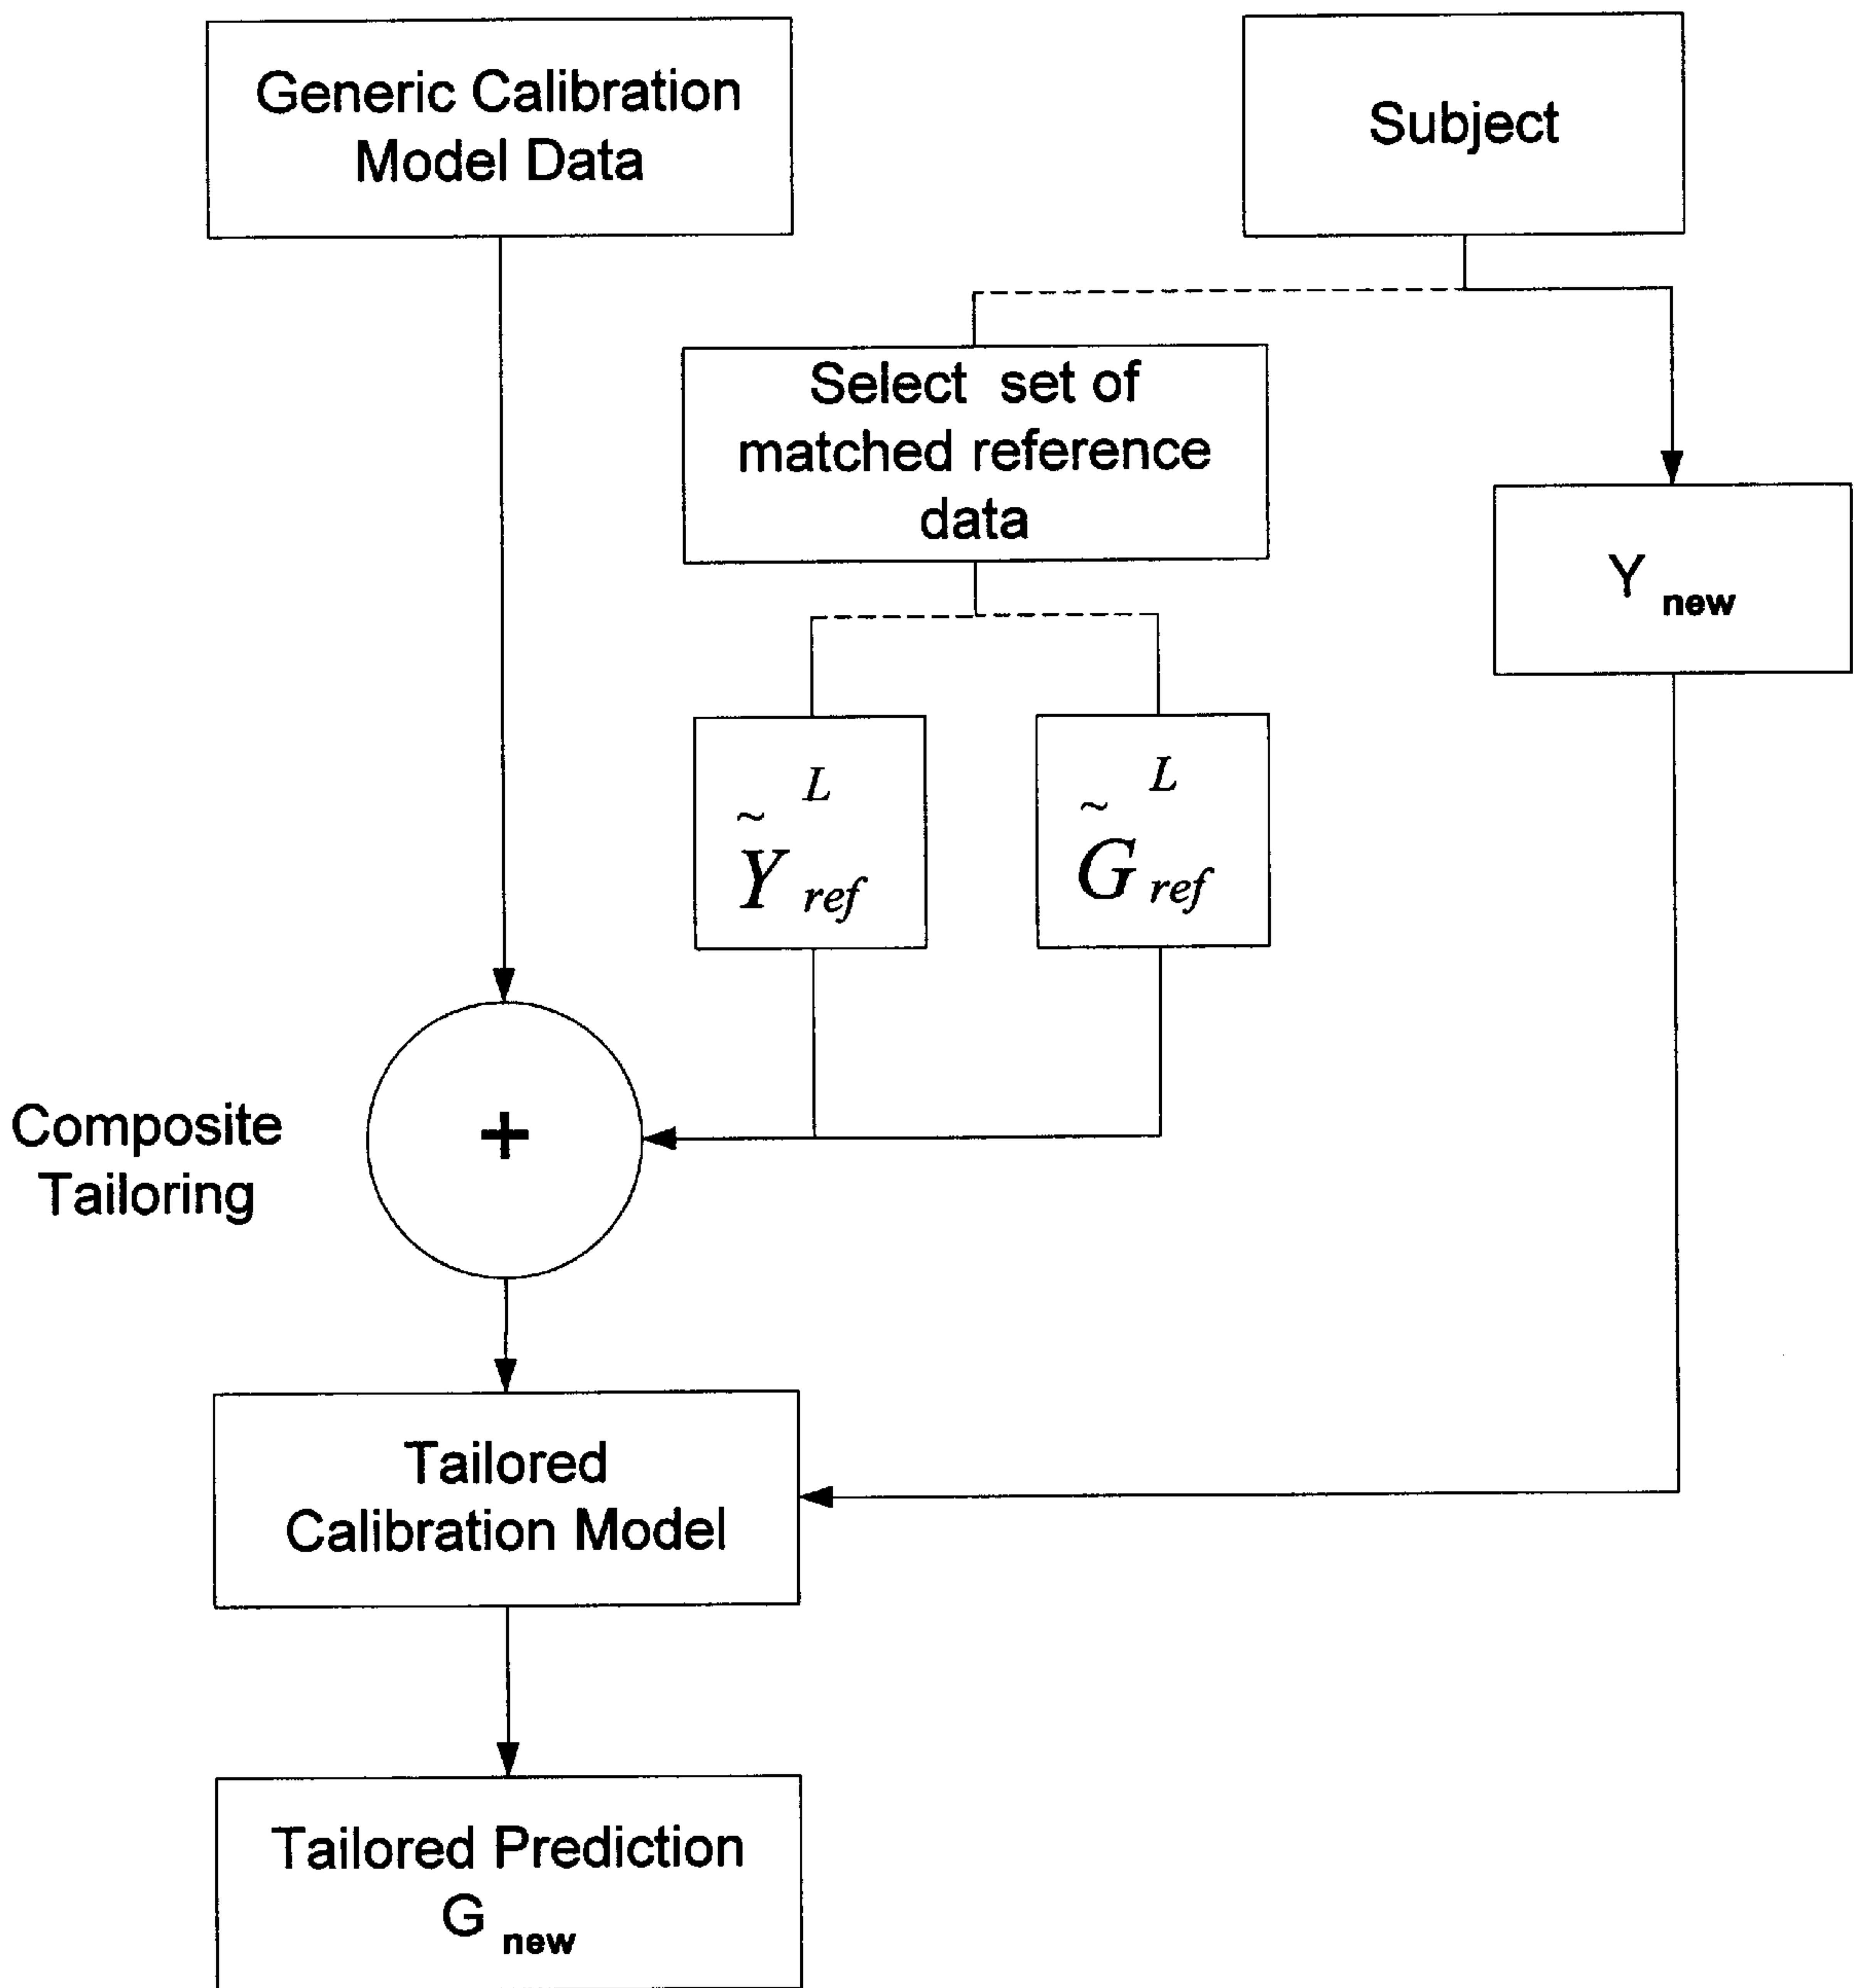 Generic Calibration
Model Data
Subject
Select set of
matched reference
data
Y new
L
~
Y ref
L
~
G ref
Composite
Tailoring
+
Tailored
Calibration Model
Tailored Prediction
G new